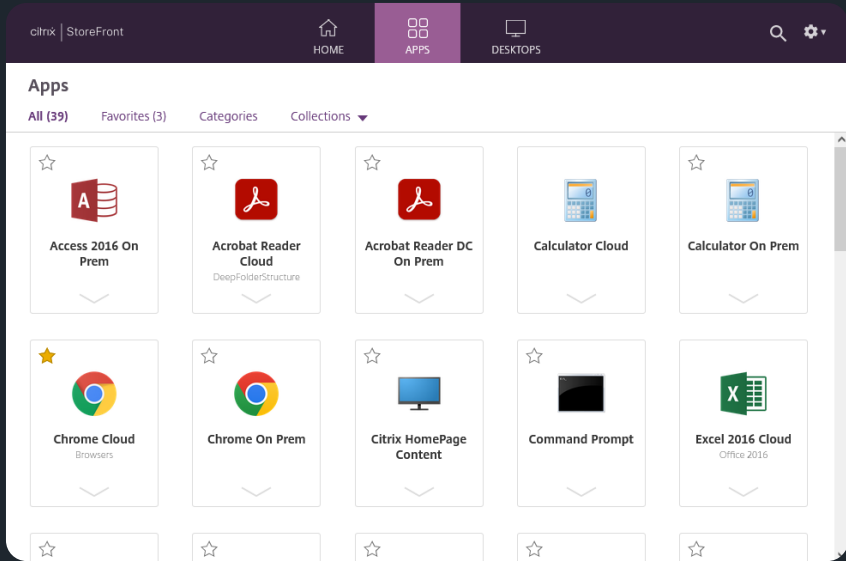 citrix StoreFront
HOME
APPS
DESKTOPS
Apps
All (39) Favorites (3) Categories Collections
Access 2016 On
Prem
Acrobat Reader
Cloud
DeepFolderStructure
Acrobat Reader DC
On Prem
Calculator Cloud
Calculator On Prem
Chrome Cloud
Browsers
Chrome On Prem
Citrix HomePage
Content
Command Prompt
Excel 2016 Cloud
Office 2016